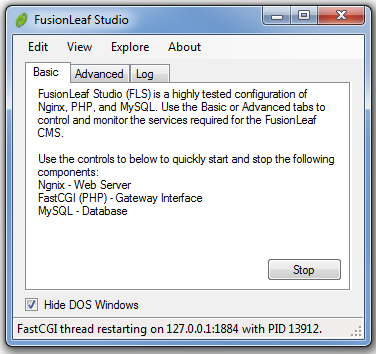 FusionLeaf Studio
Edit View Explore About
Basic Advanced Log
FusionLeaf Studio (FLS) is a highly tested configuration of
Nginx, PHP, and MySQL. Use the Basic or Advanced tabs to
control and monitor the services required for the FusionLeaf
CMS.
Use the controls to below to quickly start and stop the following
components:
Ngnix - Web Server
FastCGI (PHP) - Gateway Interface
MySQL - Database
Stop
Hide DOS Windows
FastCGI thread restarting on 127.0.0.1:1884 with PID 13912.